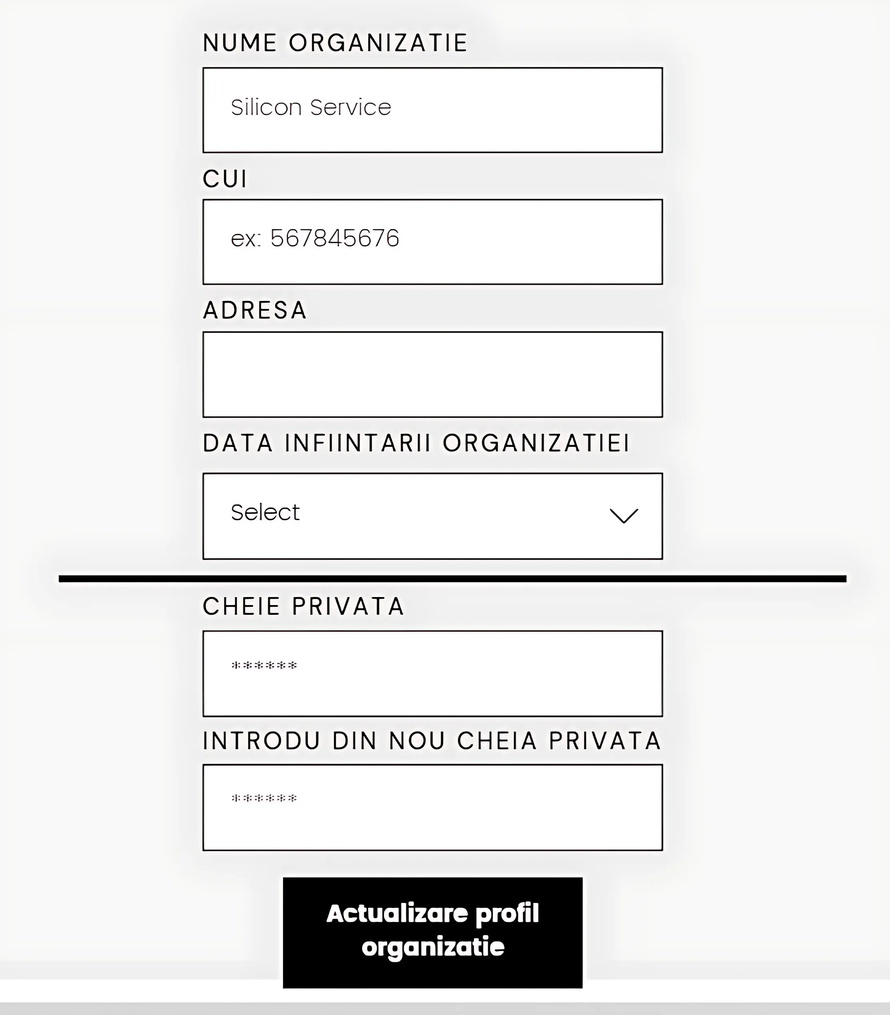 NUME ORGANIZATIE
Silicon Service
CUI
ex: 567845676
ADRESA
DATA INFIINTARII ORGANIZATIEI
Select
CHEIE PRIVATA
******
INTRODU DIN NOU CHEIA PRIVATA
******
Actualizare profil
organizatie